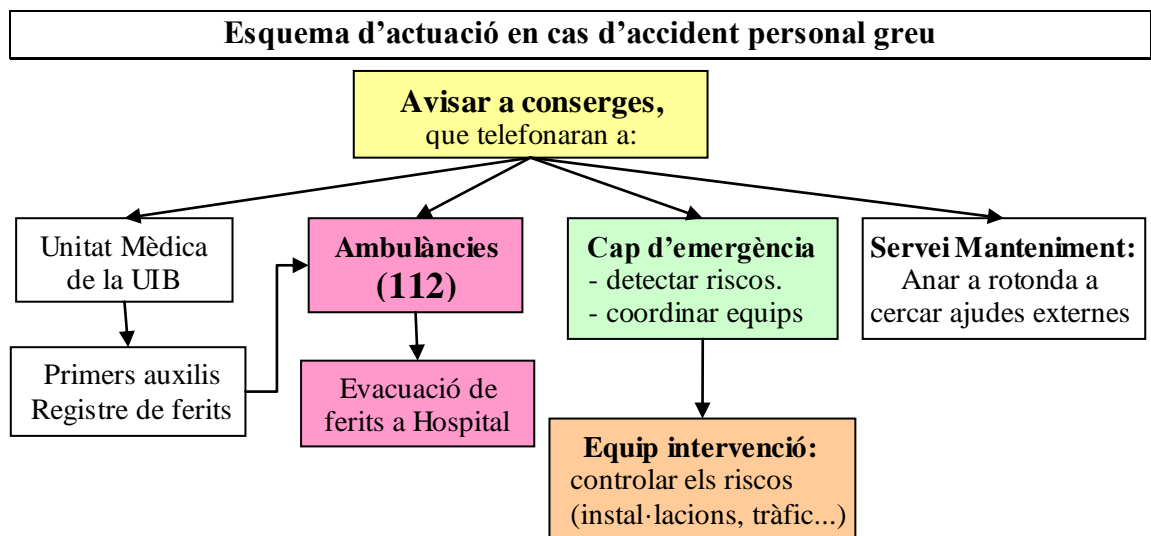 Esquema d’actuació en cas d’accident personal greu
Avisar a conserges,
que telefonaran a:
Unitat Mèdica
de la UIB
Primers auxilis
Registre de ferits
Ambulàncies
(112)
Evacuació de
ferits a Hospital
Cap d’emergència
- detectar riscos.
- coordinar equips
Equip intervenció:
controlar els riscos
(instal·lacions, tràfic...)
Servei Manteniment:
Anar a rotonda a
cercar ajudes externes